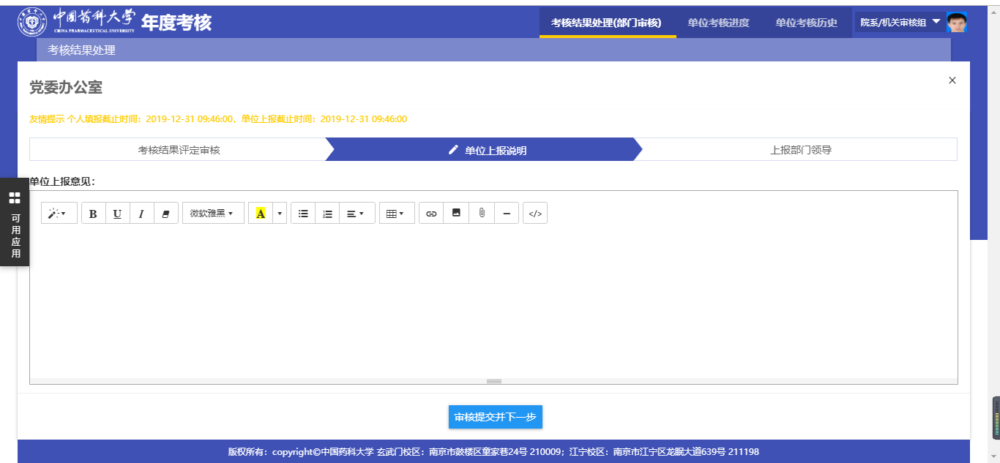 中国药科大学 年度考核
CHINA PHARMACEUTICAL UNIVERSITY
考核结果处理(部门审核) 单位考核进度 单位考核历史 院系/机关审核组
考核结果处理
党委办公室 ×
友情提示 个人填报截止时间：2019-12-31 09:46:00、单位上报截止时间：2019-12-31 09:46:00
考核结果评定审核 单位上报说明 上报部门领导
单位上报意见：
可用应用
B U I 微软雅黑 A </>
审核提交并下一步
版权所有：copyright©中国药科大学 玄武门校区：南京市鼓楼区童家巷24号 210009；江宁校区：南京市江宁区龙眠大道639号 211198